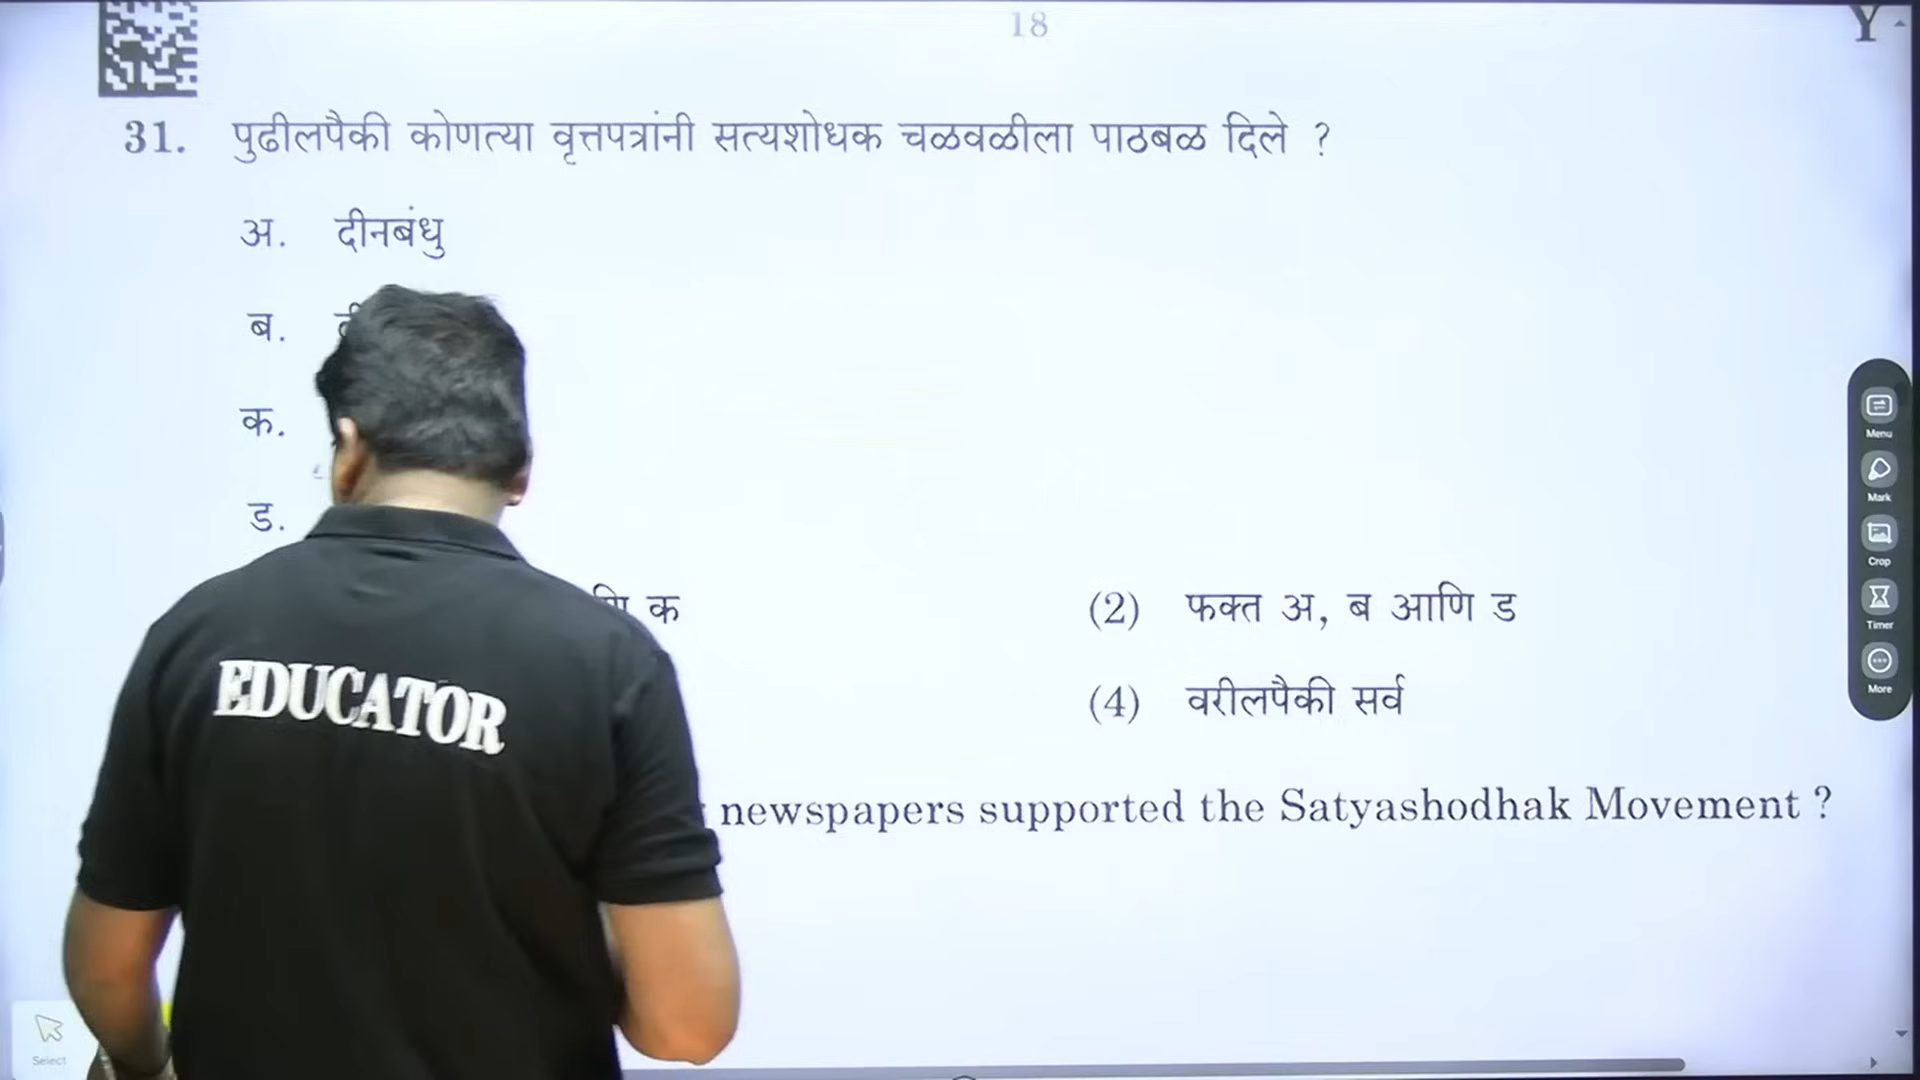 18
Y
31. पुढीलपैकी कोणत्या वृत्तपत्रांनी सत्यशोधक चळवळीला पाठबळ दिले ?
अ. दीनबंधु
ब.
क.
ड.
क
(2) फक्त अ, ब आणि ड
(4) वरीलपैकी सर्व
newspapers supported the Satyashodhak Movement ?
EDUCATOR
Menu
Mark
Crop
Timer
More
Select